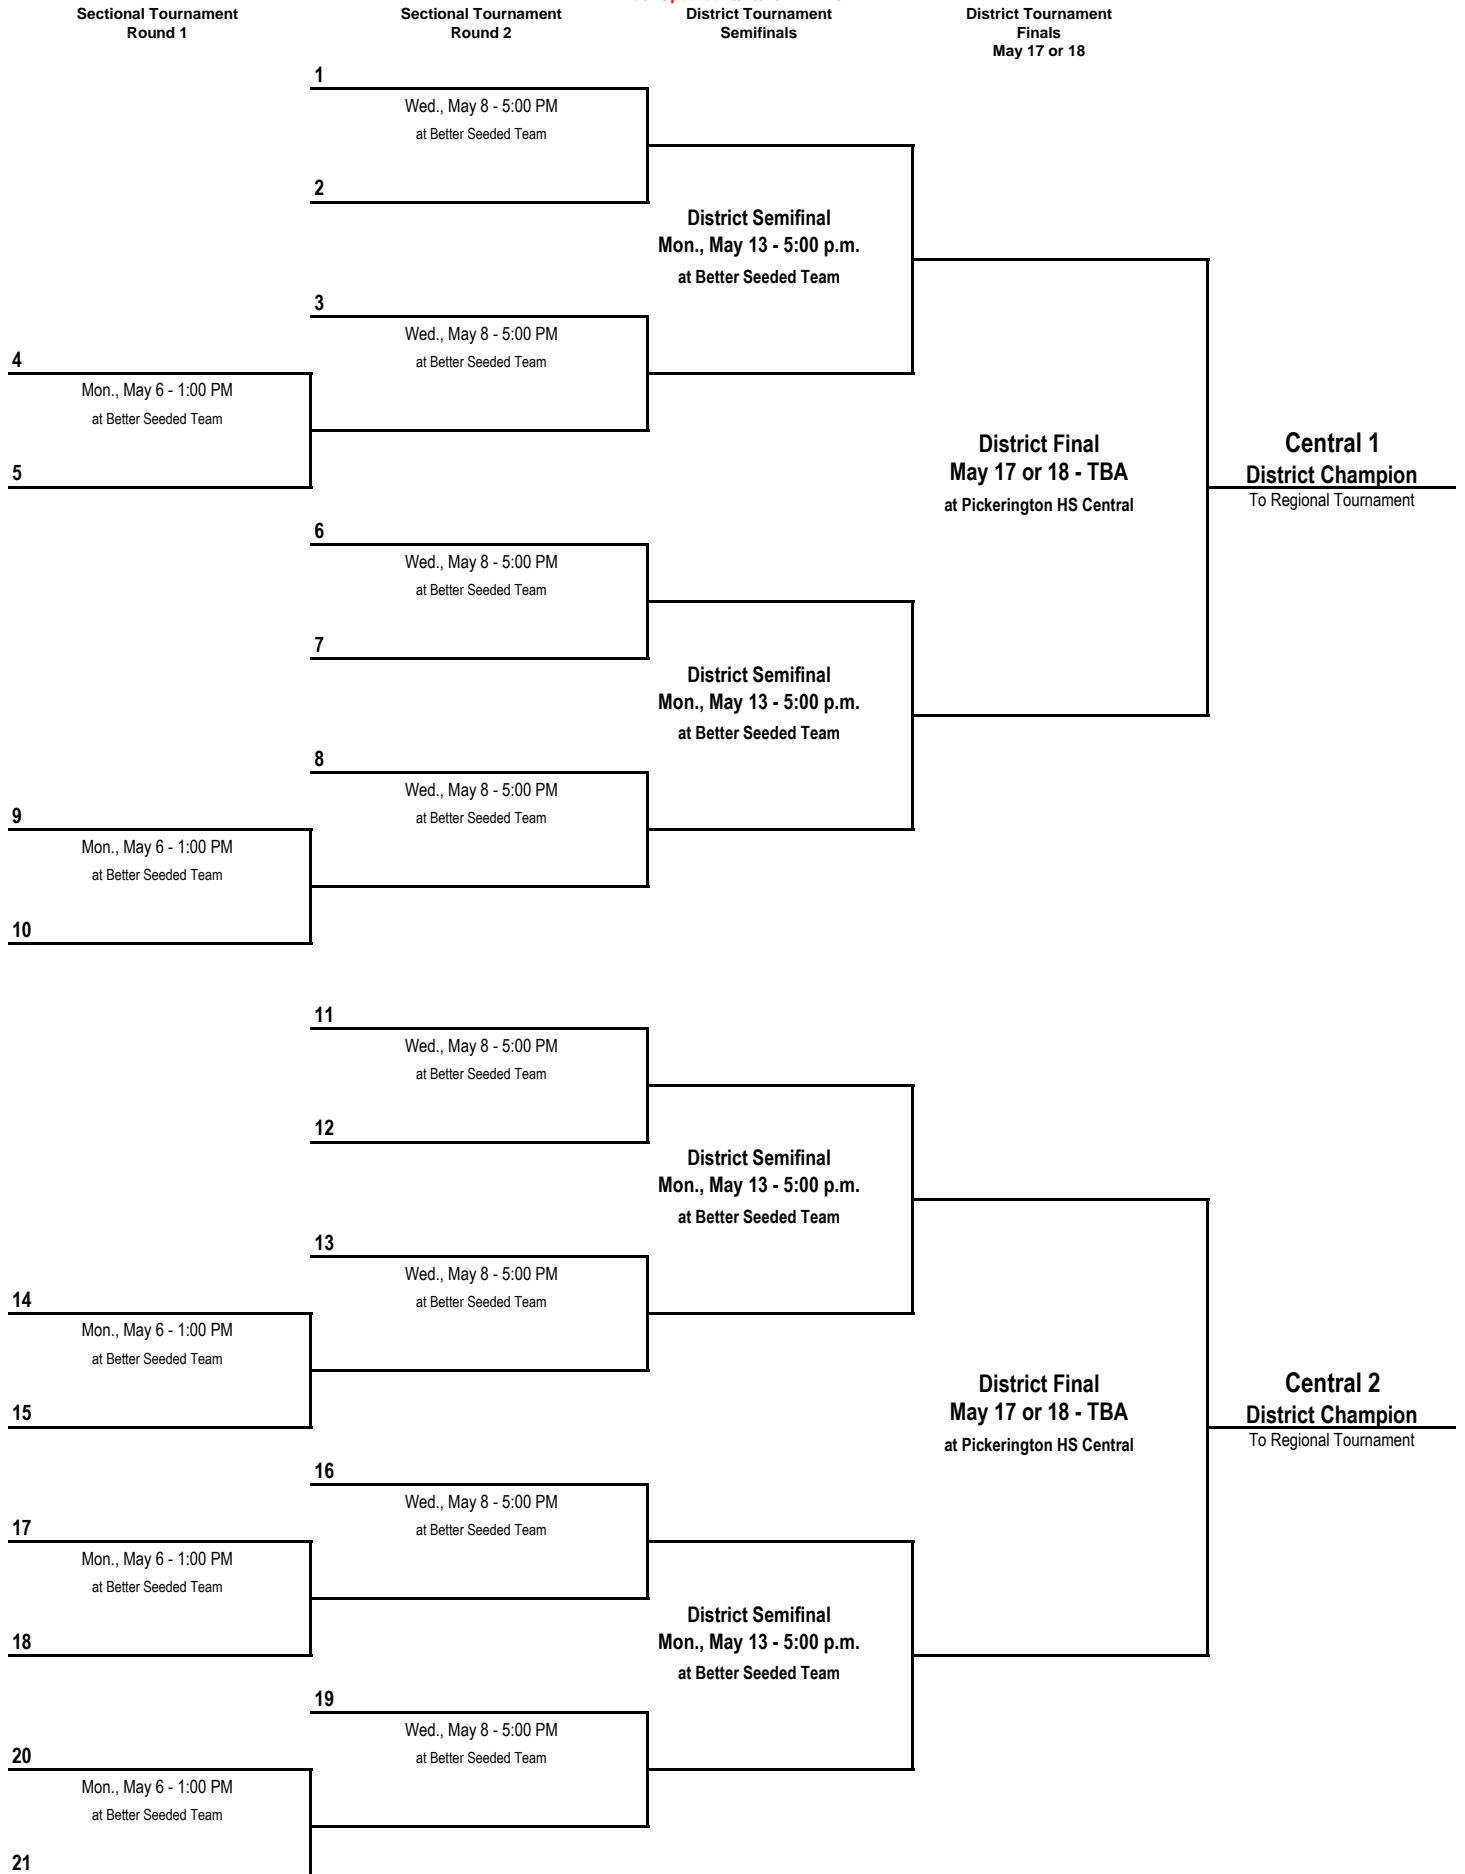 Sectional Tournament
Round 1
Sectional Tournament
Round 2
District Tournament
Semifinals
District Tournament
Finals
May 17 or 18
1
Wed., May 8 - 5:00 PM
at Better Seeded Team
2
District Semifinal
Mon., May 13 - 5:00 p.m.
at Better Seeded Team
3
Wed., May 8 - 5:00 PM
at Better Seeded Team
4
Mon., May 6 - 1:00 PM
at Better Seeded Team
5
District Final
May 17 or 18 - TBA
at Pickerington HS Central
Central 1
District Champion
To Regional Tournament
6
Wed., May 8 - 5:00 PM
at Better Seeded Team
7
District Semifinal
Mon., May 13 - 5:00 p.m.
at Better Seeded Team
8
Wed., May 8 - 5:00 PM
at Better Seeded Team
9
Mon., May 6 - 1:00 PM
at Better Seeded Team
10
11
Wed., May 8 - 5:00 PM
at Better Seeded Team
12
District Semifinal
Mon., May 13 - 5:00 p.m.
at Better Seeded Team
13
Wed., May 8 - 5:00 PM
at Better Seeded Team
14
Mon., May 6 - 1:00 PM
at Better Seeded Team
15
District Final
May 17 or 18 - TBA
at Pickerington HS Central
Central 2
District Champion
To Regional Tournament
16
Wed., May 8 - 5:00 PM
at Better Seeded Team
17
Mon., May 6 - 1:00 PM
at Better Seeded Team
18
District Semifinal
Mon., May 13 - 5:00 p.m.
at Better Seeded Team
19
Wed., May 8 - 5:00 PM
at Better Seeded Team
20
Mon., May 6 - 1:00 PM
at Better Seeded Team
21